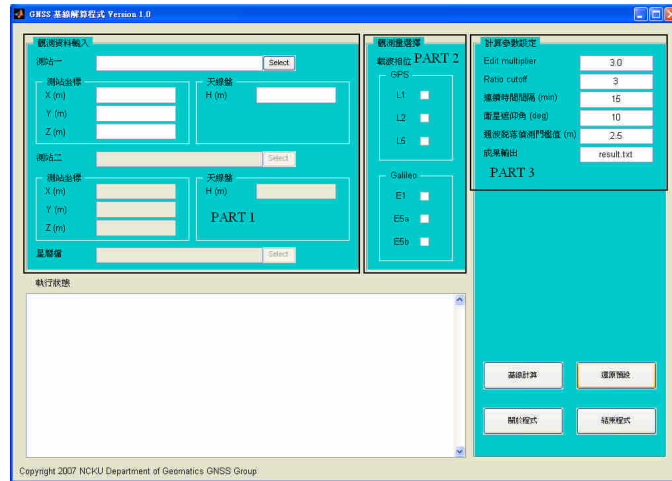 GNSS 基線解算程式 Version 1.0
觀測資料輸入
測站一
Select
測站坐標
X (m)
Y (m)
Z (m)
天線盤
H (m)
測站二
Select
測站坐標
X (m)
Y (m)
Z (m)
天線盤
H (m)
PART 1
星曆檔
Select
觀測量選擇
載波相位 PART 2
GPS
L1
L2
L5
Galileo
E1
E5a
E5b
計算參數設定
Edit multiplier 3.0
Ratio cutoff 3
連續時間間隔 (min) 15
衛星遮仰角 (deg) 10
週波脫落偵測門檻值 (m) 2.5
成果輸出 result.txt
PART 3
執行狀態
基線計算
還原預設
關於程式
結束程式
Copyright 2007 NCKU Department of Geomatics GNSS Group